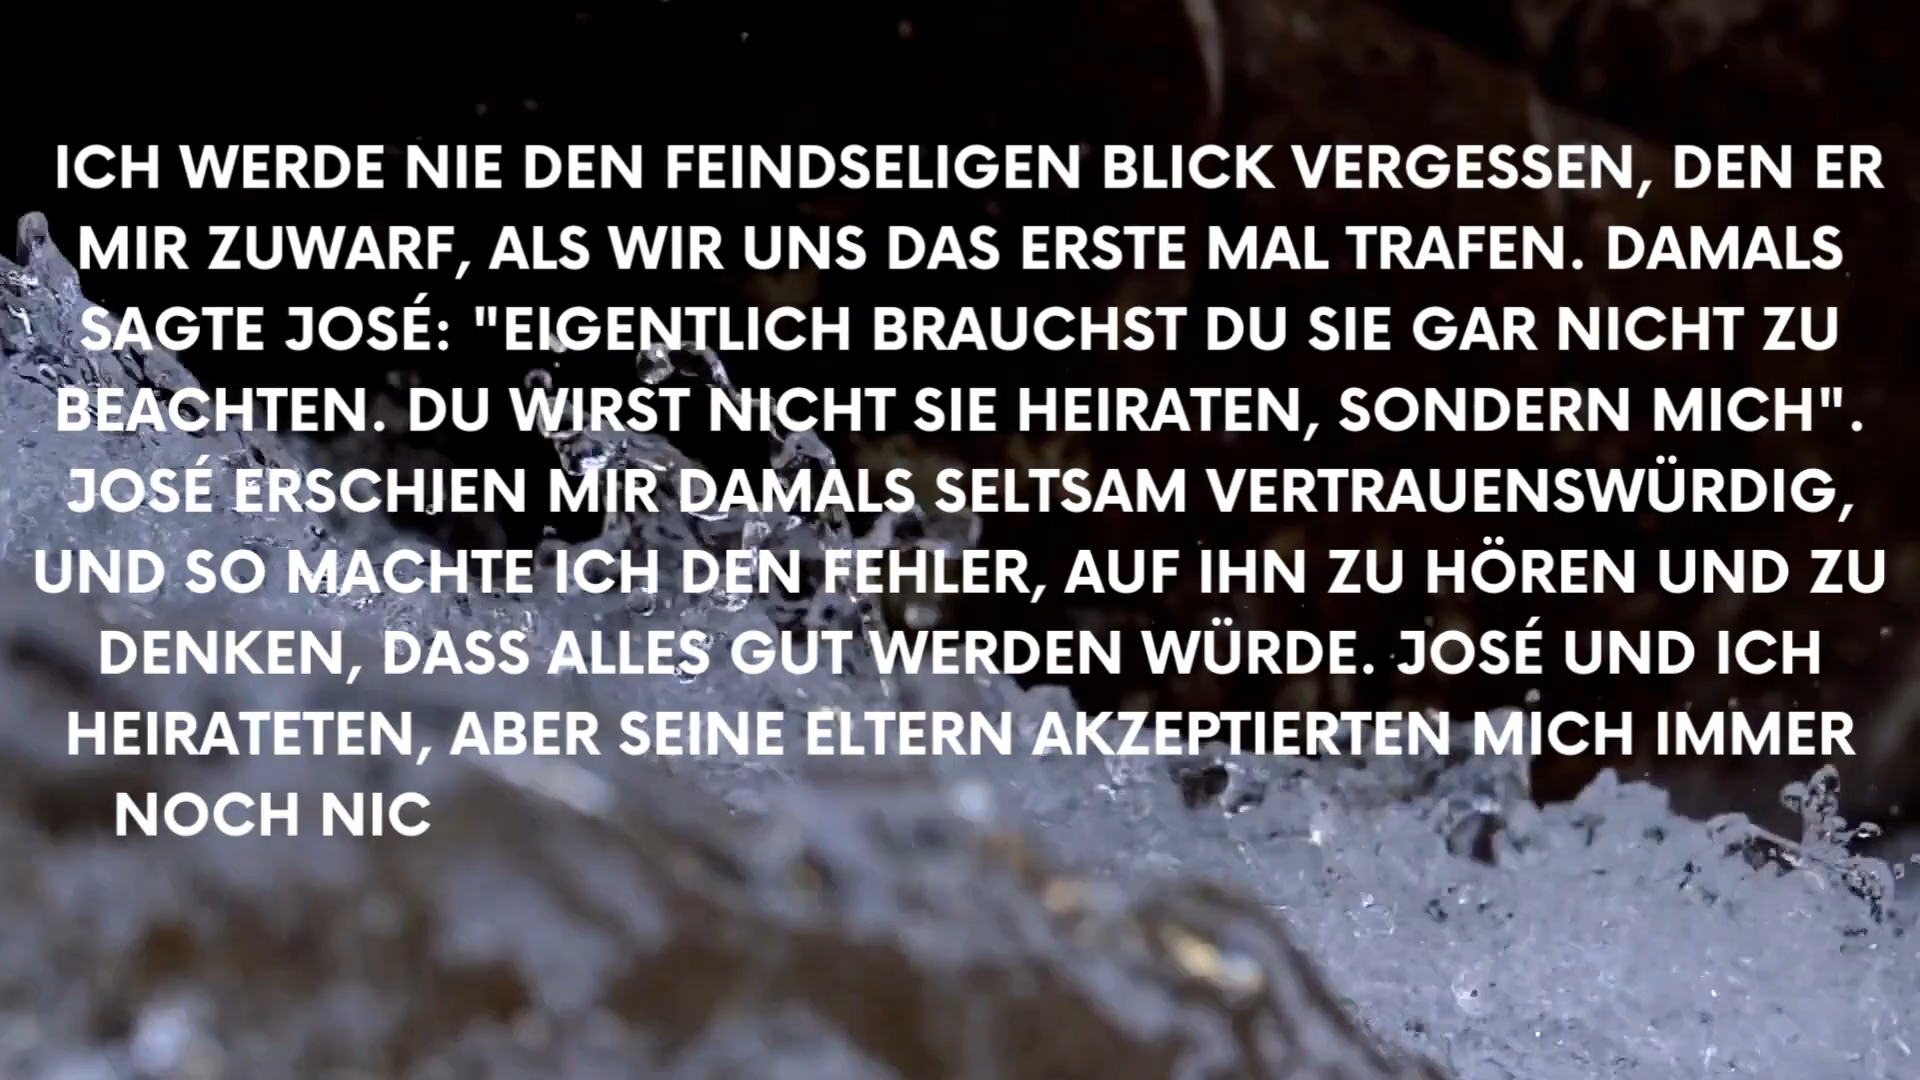 ICH WERDE NIE DEN FEINDSELIGEN BLICK VERGESSEN, DEN ER
MIR ZUWARF, ALS WIR UNS DAS ERSTE MAL TRAFEN. DAMALS
SAGTE JOSÉ: "EIGENTLICH BRAUCHST DU SIE GAR NICHT ZU
BEACHTEN. DU WIRST NICHT SIE HEIRATEN, SONDERN MICH".
JOSÉ ERSCHIEN MIR DAMALS SELTSAM VERTRAUENSWÜRDIG,
UND SO MACHTE ICH DEN FEHLER, AUF IHN ZU HÖREN UND ZU
DENKEN, DASS ALLES GUT WERDEN WÜRDE. JOSÉ UND ICH
HEIRATETEN, ABER SEINE ELTERN AKZEPTIERTEN MICH IMMER
NOCH NIC